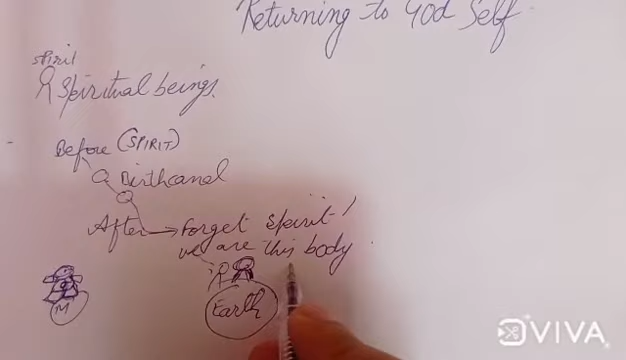 Returning to God Self
spirit
Spiritual beings.
Before (SPIRIT)
Birthcanal
After → Forget spirit /
we are this body
M
Earth
VIVA